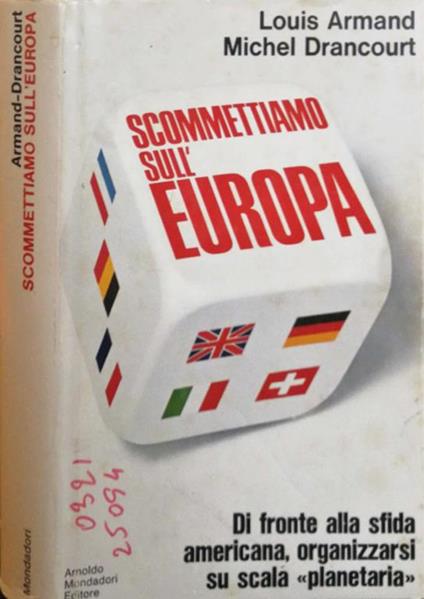 Armand-Drancourt
SCOMMETTIAMO SULL'EUROPA
Mondadori
Louis Armand
Michel Drancourt
SCOMMETTIAMO
SULL'
EUROPA
0321
25094
Di fronte alla sfida
americana, organizzarsi
su scala «planetaria»
Arnoldo
Mondadori
Editore